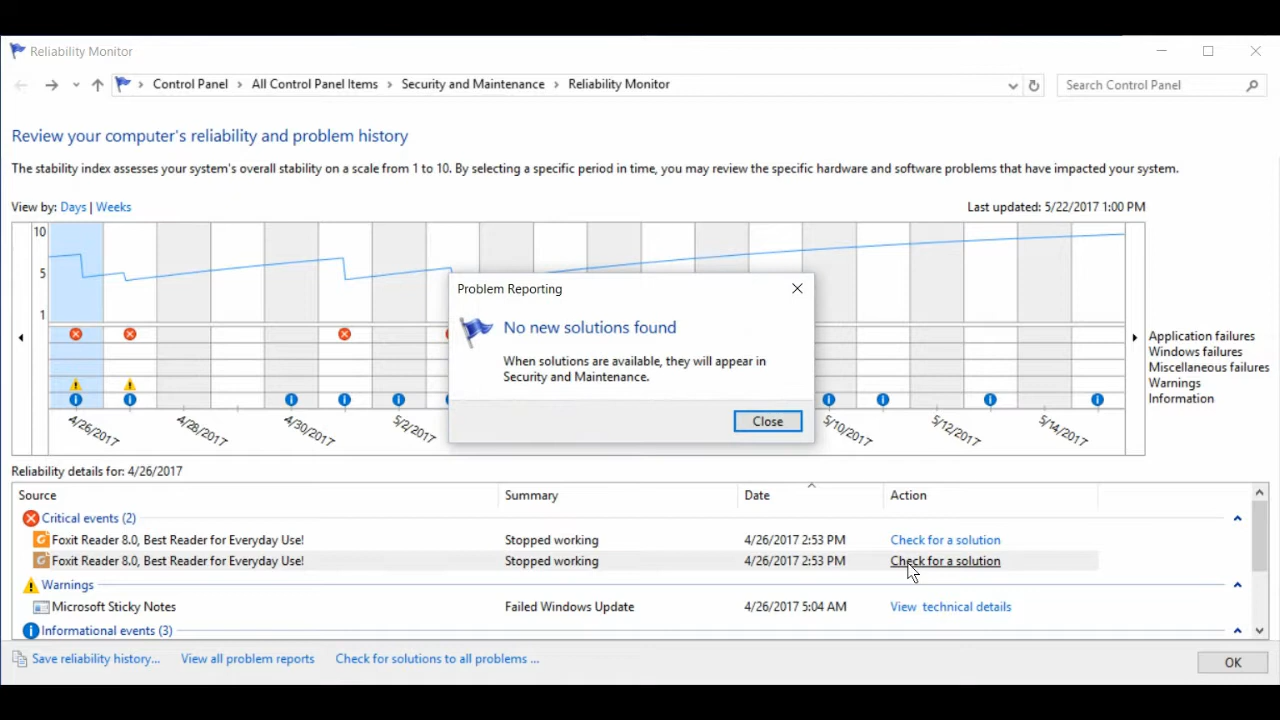 Reliability Monitor
Control Panel > All Control Panel Items > Security and Maintenance > Reliability Monitor
Search Control Panel
Review your computer's reliability and problem history
The stability index assesses your system's overall stability on a scale from 1 to 10. By selecting a specific period in time, you may review the specific hardware and software problems that have impacted your system.
View by: Days | Weeks
Last updated: 5/22/2017 1:00 PM
10
5
1
Problem Reporting
No new solutions found
When solutions are available, they will appear in
Security and Maintenance.
Close
Application failures
Windows failures
Miscellaneous failures
Warnings
Information
4/26/2017
4/28/2017
4/30/2017
5/2/2017
5/10/2017
5/12/2017
5/14/2017
Reliability details for: 4/26/2017
Source Summary Date Action
Critical events (2)
Foxit Reader 8.0, Best Reader for Everyday Use! Stopped working 4/26/2017 2:53 PM Check for a solution
Foxit Reader 8.0, Best Reader for Everyday Use! Stopped working 4/26/2017 2:53 PM Check for a solution
Warnings
Microsoft Sticky Notes Failed Windows Update 4/26/2017 5:04 AM View technical details
Informational events (3)
Save reliability history... View all problem reports Check for solutions to all problems ...
OK